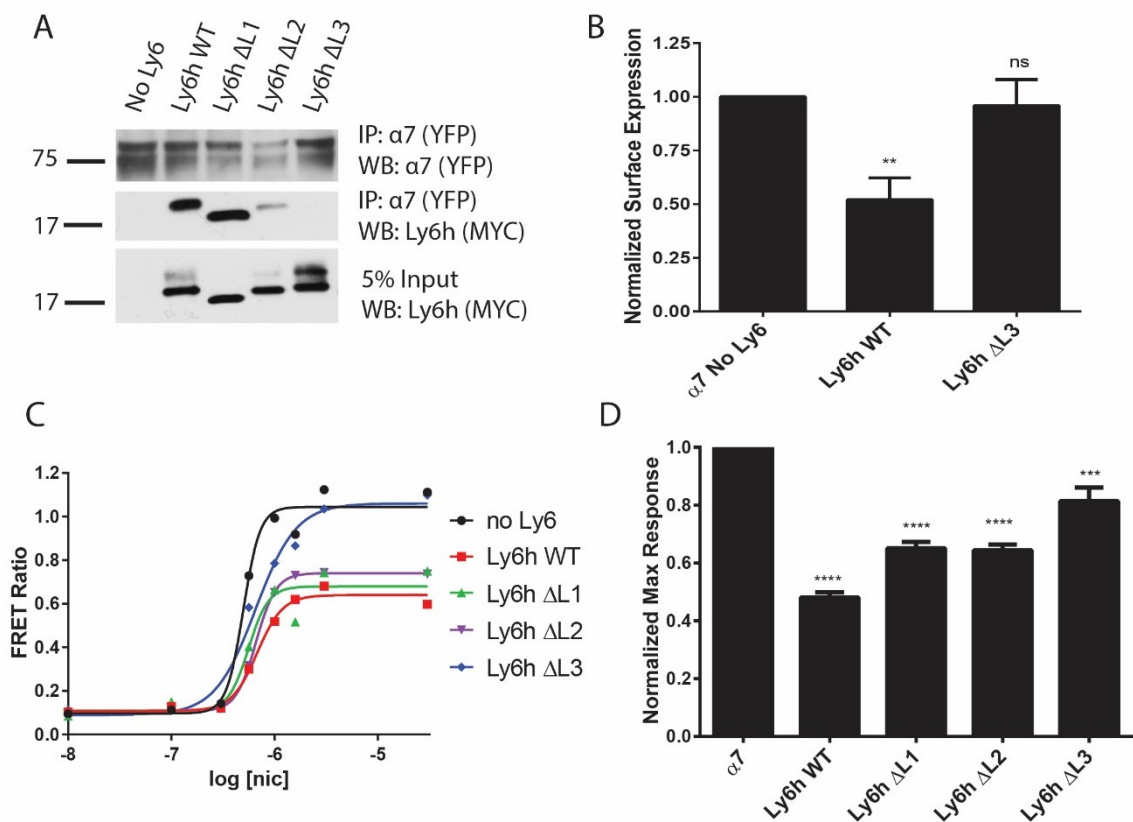 A
No Ly6
Ly6h WT
Ly6h ΔL1
Ly6h ΔL2
Ly6h ΔL3
75
IP: α7 (YFP)
WB: α7 (YFP)
17
IP: α7 (YFP)
WB: Ly6h (MYC)
17
5% Input
WB: Ly6h (MYC)
B
Normalized Surface Expression
1.25
1.00
0.75
0.50
0.25
0.00
**
ns
α7 No Ly6
Ly6h WT
Ly6h ΔL3
C
FRET Ratio
1.2
1.0
0.8
0.6
0.4
0.2
0.0
-8
-7
-6
-5
log [nic]
no Ly6
Ly6h WT
Ly6h ΔL1
Ly6h ΔL2
Ly6h ΔL3
D
Normalized Max Response
1.0
0.8
0.6
0.4
0.2
0.0
****
****
****
***
α7
Ly6h WT
Ly6h ΔL1
Ly6h ΔL2
Ly6h ΔL3